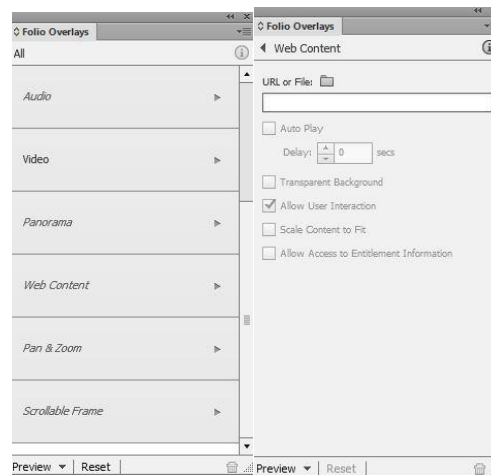 Folio Overlays
All
Audio
Video
Panorama
Web Content
Pan & Zoom
Scrollable Frame
Preview
Reset
Folio Overlays
Web Content
URL or File:
Auto Play
Delay: 0 secs
Transparent Background
Allow User Interaction
Scale Content to Fit
Allow Access to Entitlement Information
Preview
Reset